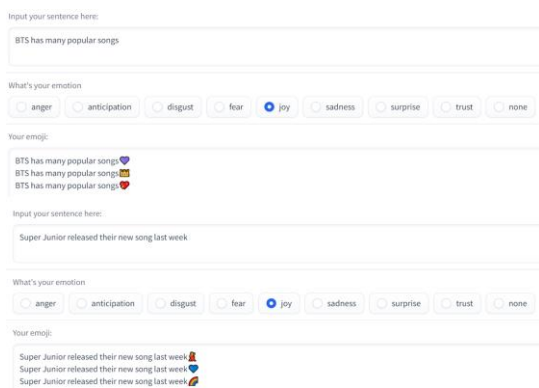 Input your sentence here:
BTS has many popular songs
What's your emotion
anger anticipation disgust fear joy sadness surprise trust none
Your emoji:
BTS has many popular songs💜
BTS has many popular songs👑
BTS has many popular songs💖
Input your sentence here:
Super Junior released their new song last week
What's your emotion
anger anticipation disgust fear joy sadness surprise trust none
Your emoji:
Super Junior released their new song last week💃
Super Junior released their new song last week💙
Super Junior released their new song last week🌈